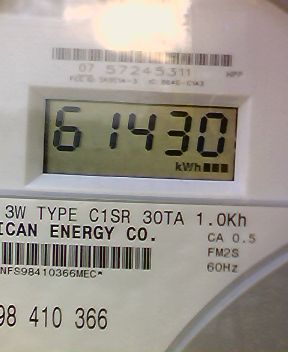 07 57245311
61430
kWh
3W TYPE C1SR 30TA 1.0Kh
ICAN ENERGY CO.
CA 0.5
FM2S
NFS98410366MEC*
60Hz
98 410 366